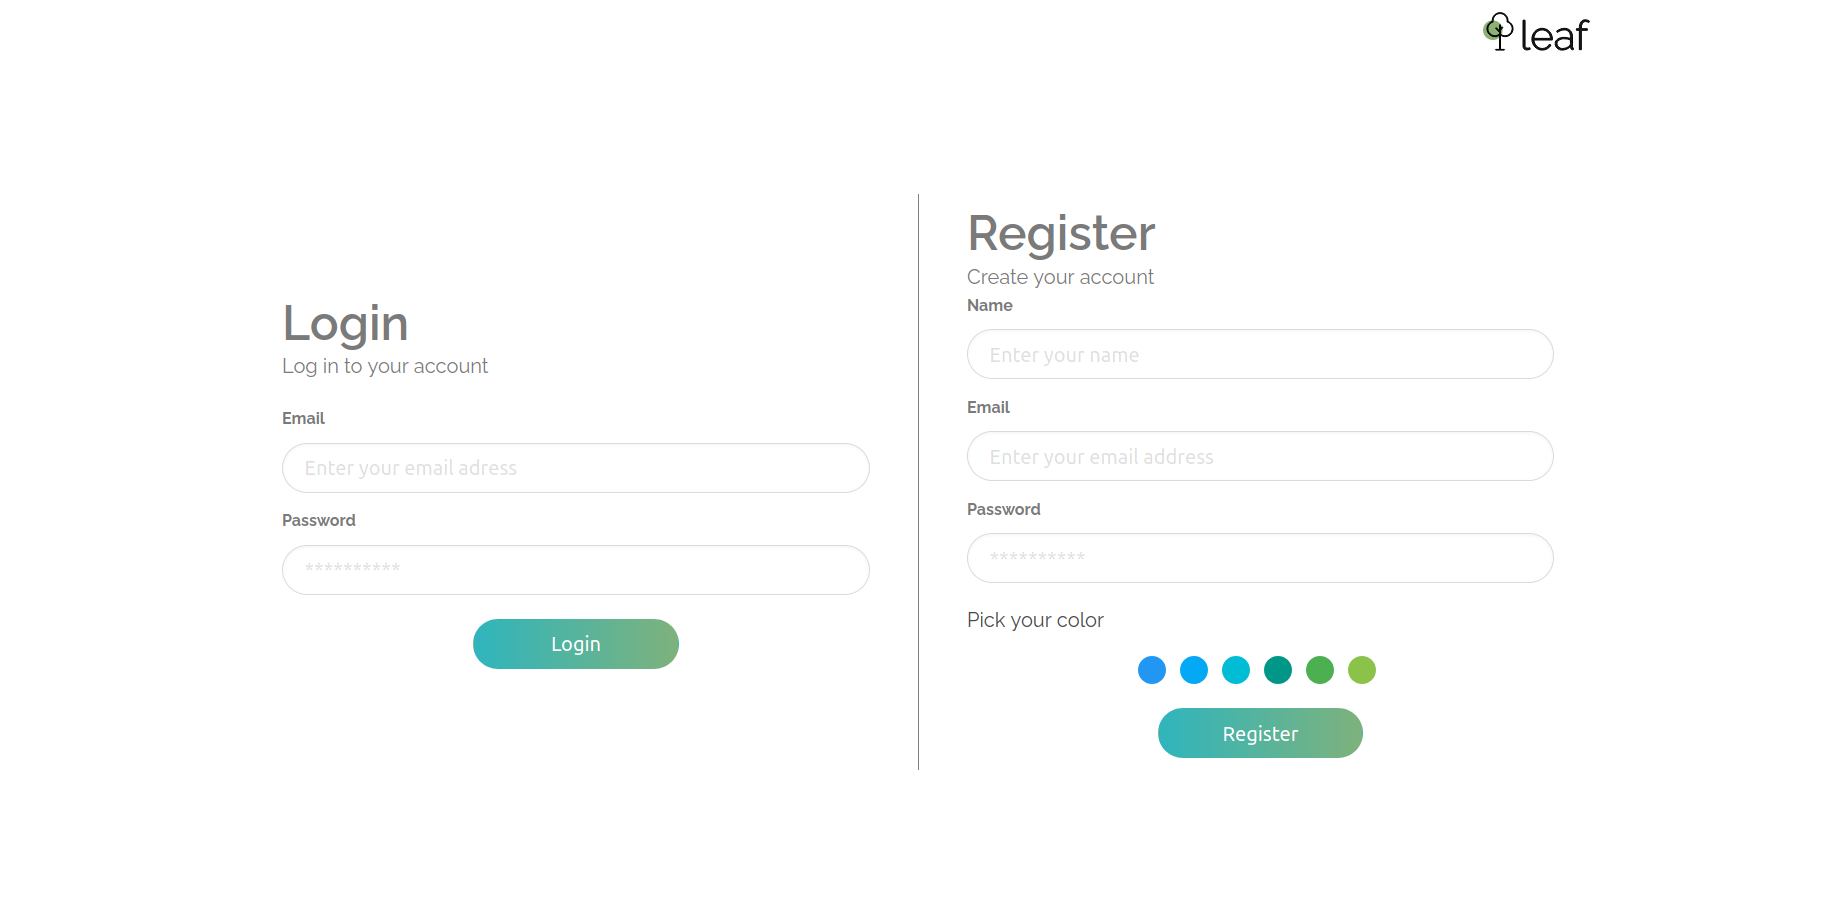 leaf
Login
Log in to your account
Email
Enter your email adress
Password
**********
Login
Register
Create your account
Name
Enter your name
Email
Enter your email address
Password
**********
Pick your color
Register